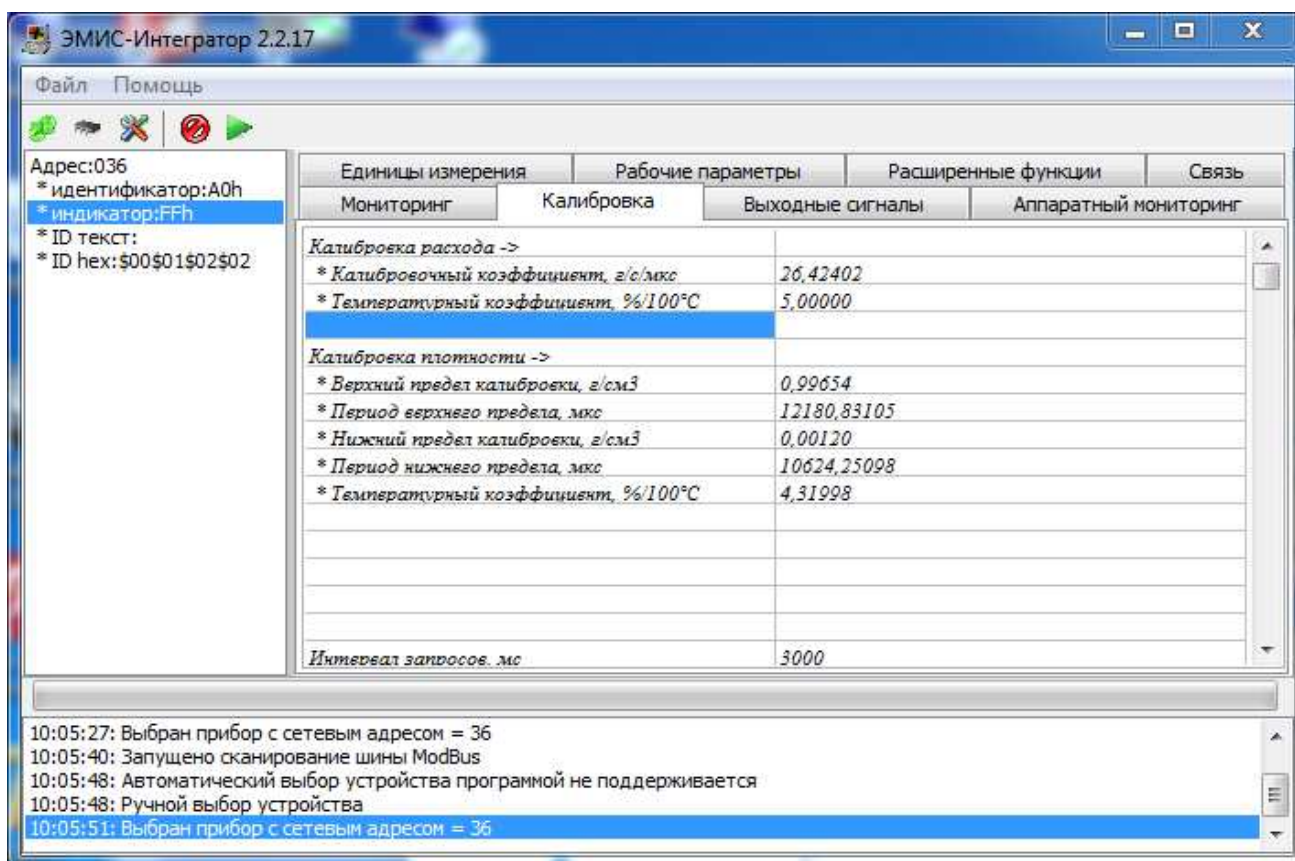 ЭМИС-Интегратор 2.2.17
Файл Помощь
Адрес:036
* идентификатор:A0h
* индикатор:FFh
* ID текст:
* ID hex:$00$01$02$02
Единицы измерения Рабочие параметры Расширенные функции Связь
Мониторинг Калибровка Выходные сигналы Аппаратный мониторинг
Калибровка расхода ->
* Калибровочный коэффициент, г/с/мкс 26,42402
* Температурный коэффициент, %/100°C 5,00000
Калибровка плотности ->
* Верхний предел калибровки, г/см3 0,99654
* Период верхнего предела, мкс 12180,83105
* Нижний предел калибровки, г/см3 0,00120
* Период нижнего предела, мкс 10624,25098
* Температурный коэффициент, %/100°C 4,31998
Интервал запросов, мс 3000
10:05:27: Выбран прибор с сетевым адресом = 36
10:05:40: Запущено сканирование шины ModBus
10:05:48: Автоматический выбор устройства программой не поддерживается
10:05:48: Ручной выбор устройства
10:05:51: Выбран прибор с сетевым адресом = 36